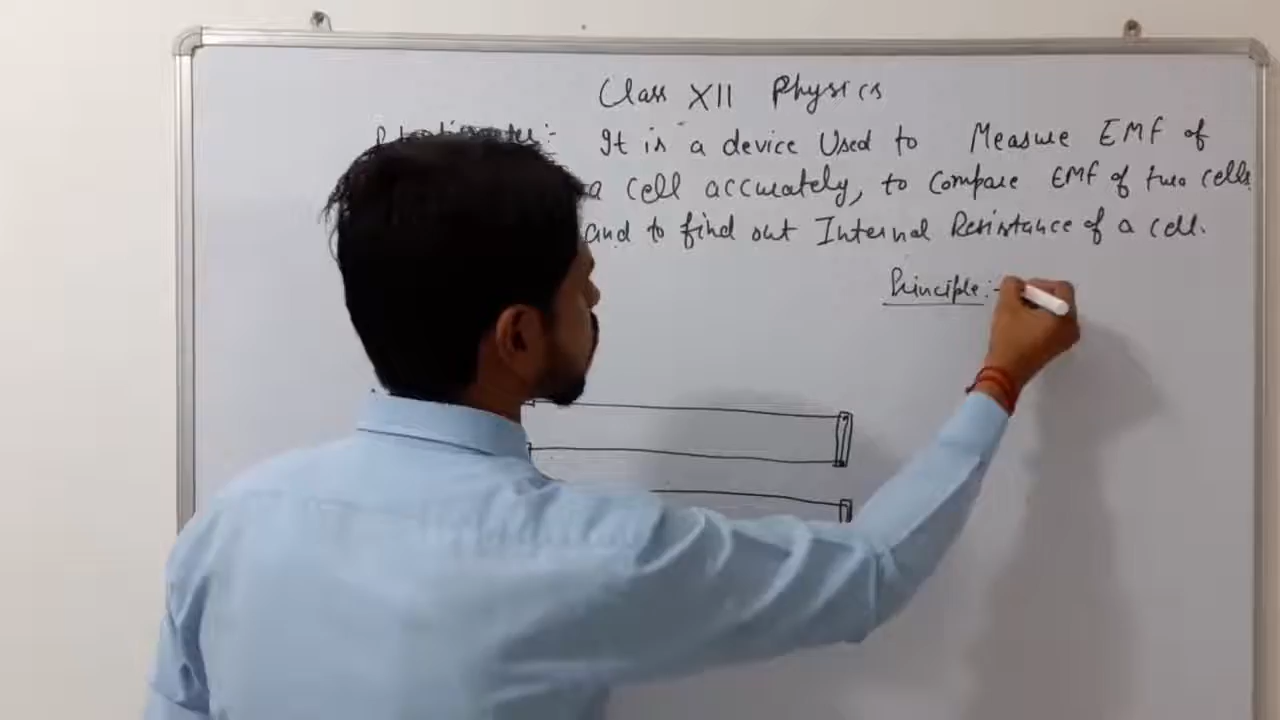 Class XII Physics
It is a device Used to Measure EMF of
a cell accurately, to Compare EMF of two cells
and to find out Internal Resistance of a cell.
Principle:-